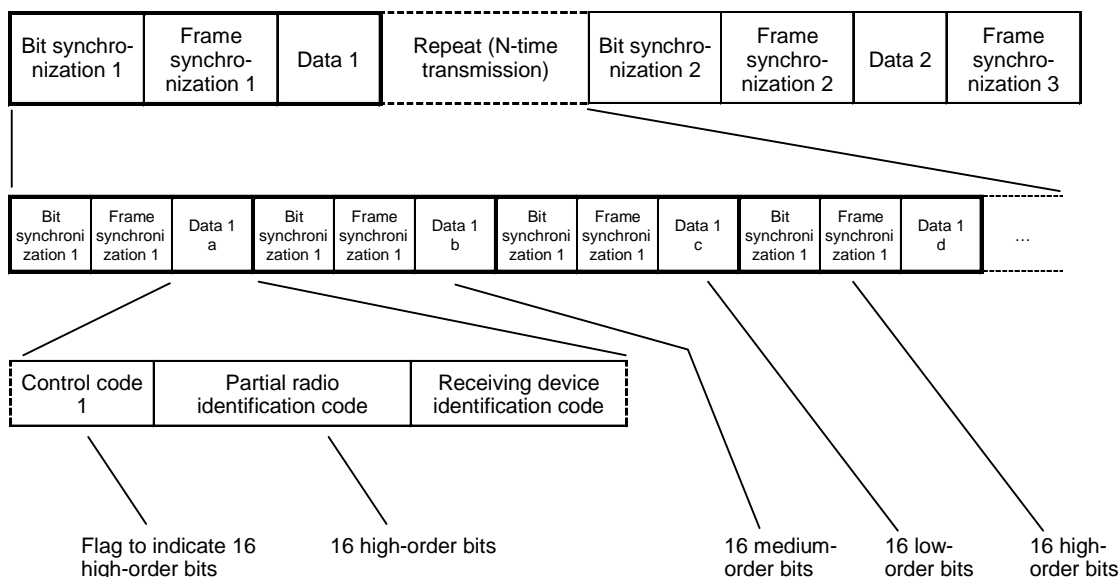 Bit synchro-
nization 1
Frame
synchro-
nization 1
Data 1
Repeat (N-time
transmission)
Bit synchro-
nization 2
Frame
synchro-
nization 2
Data 2
Frame
synchro-
nization 3
Bit
synchroni
zation 1
Frame
synchroni
zation 1
Data 1
a
Bit
synchroni
zation 1
Frame
synchroni
zation 1
Data 1
b
Bit
synchroni
zation 1
Frame
synchroni
zation 1
Data 1
c
Bit
synchroni
zation 1
Frame
synchroni
zation 1
Data 1
d
...
Control code
1
Partial radio
identification code
Receiving device
identification code
Flag to indicate 16
high-order bits
16 high-order bits
16 medium-
order bits
16 low-
order bits
16 high-
order bits